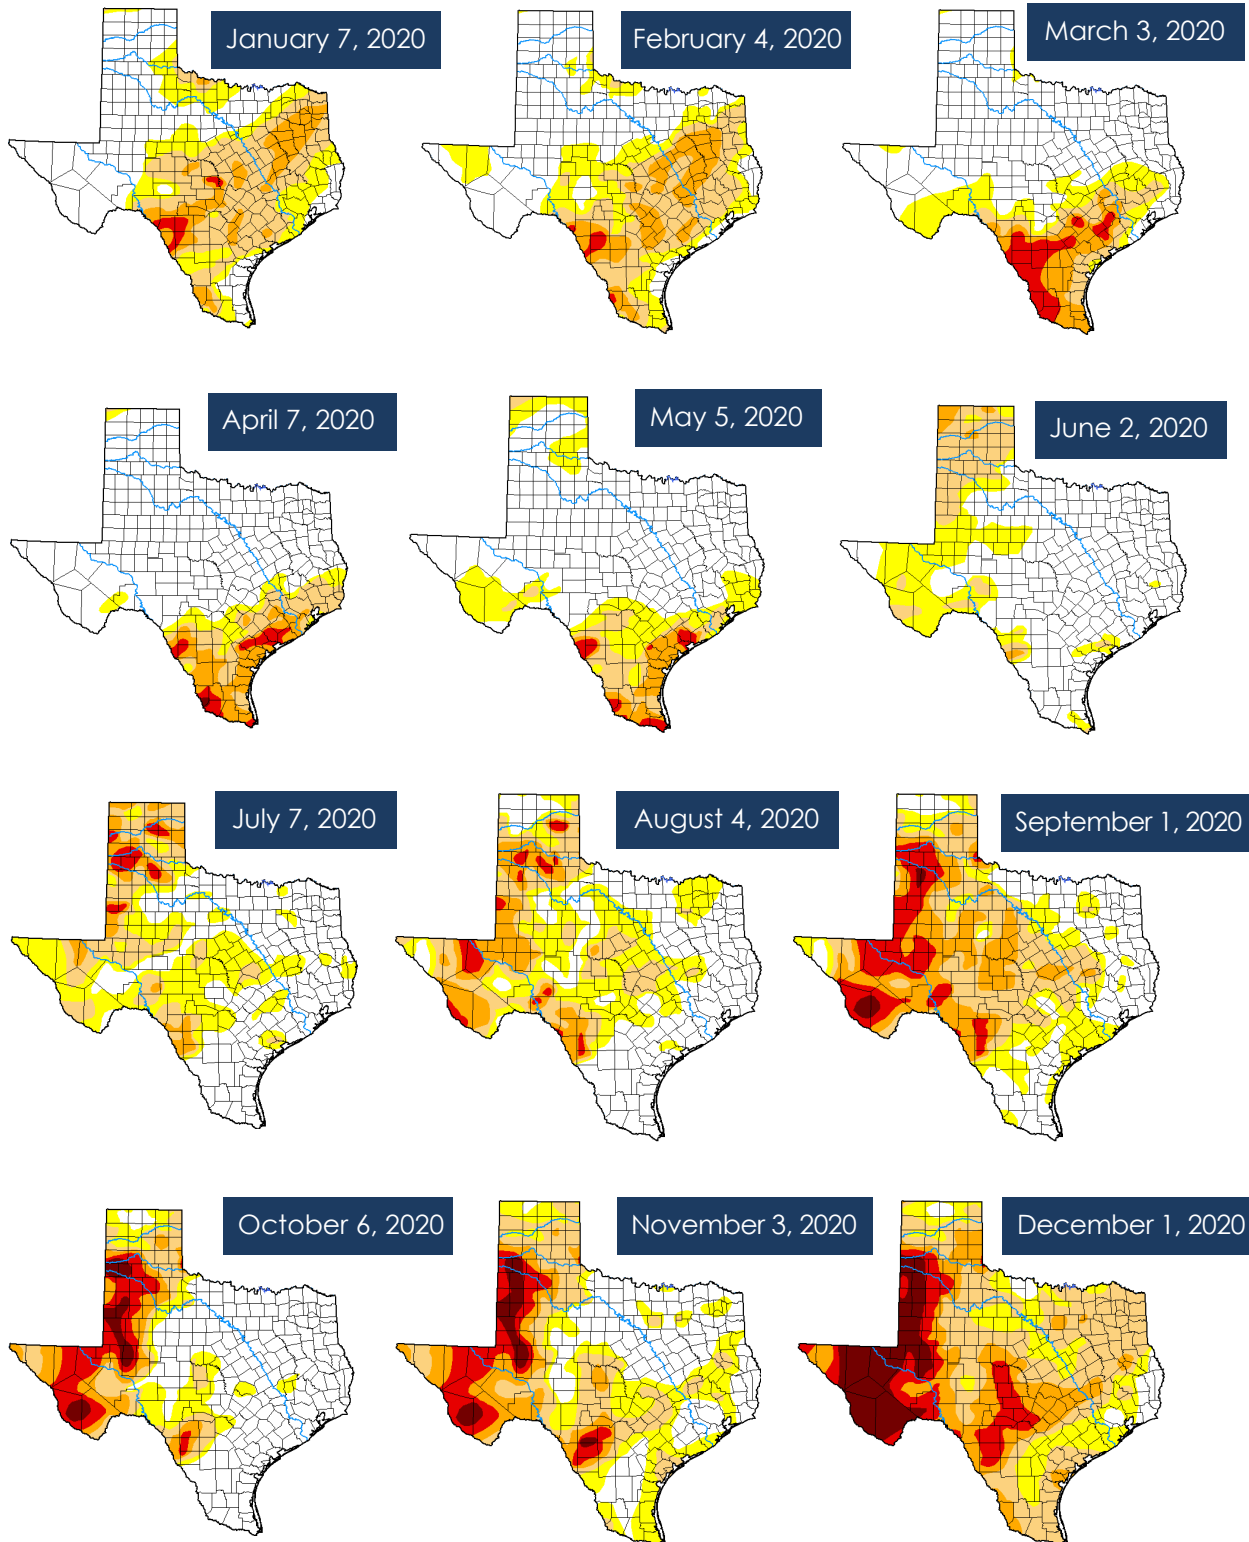 January 7, 2020
February 4, 2020
March 3, 2020
April 7, 2020
May 5, 2020
June 2, 2020
July 7, 2020
August 4, 2020
September 1, 2020
October 6, 2020
November 3, 2020
December 1, 2020